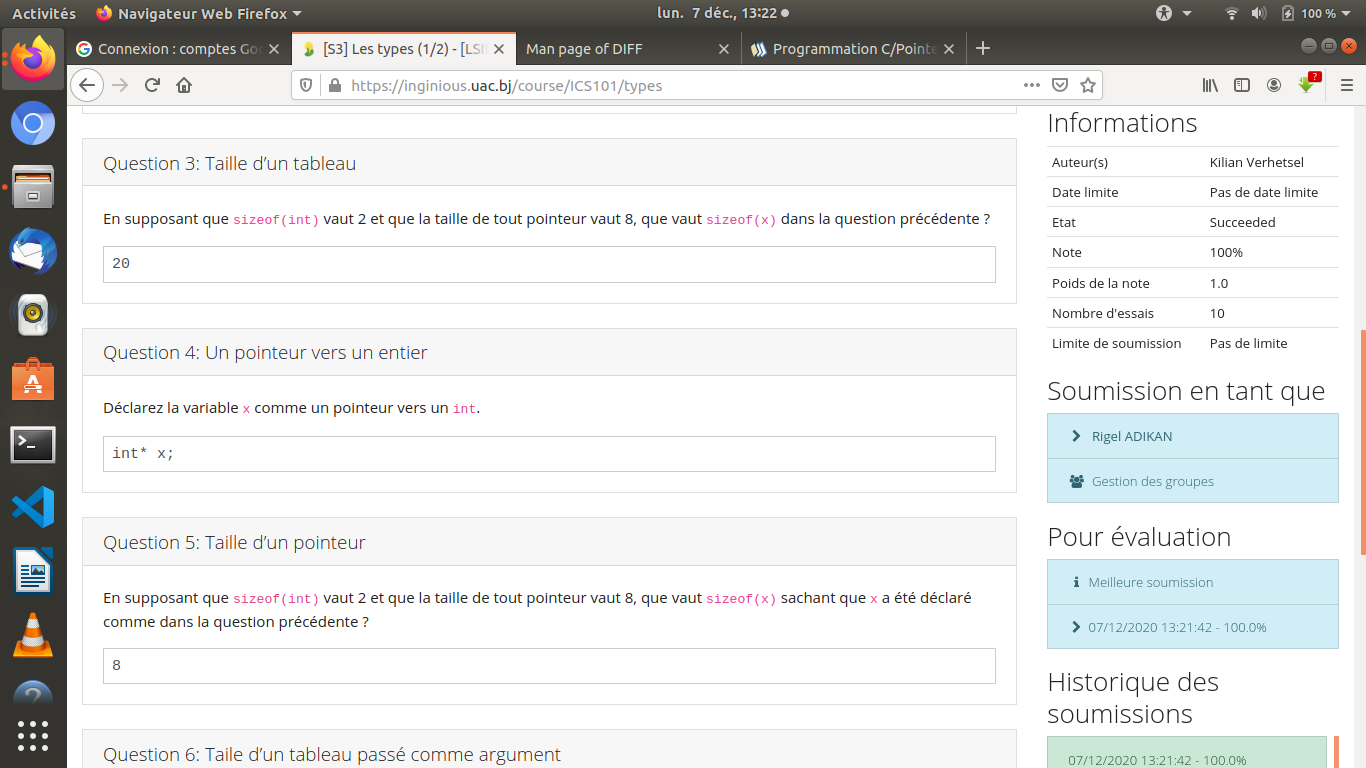 Activités
Navigateur Web Firefox
lun. 7 déc., 13:22
100 %
Connexion : comptes Goo
[S3] Les types (1/2) - [LSI
Man page of DIFF
Programmation C/Pointe
https://inginious.uac.bj/course/ICS101/types
?
Question 3: Taille d’un tableau
En supposant que sizeof(int) vaut 2 et que la taille de tout pointeur vaut 8, que vaut sizeof(x) dans la question précédente ?
20
Question 4: Un pointeur vers un entier
Déclarez la variable x comme un pointeur vers un int.
int* x;
Question 5: Taille d’un pointeur
En supposant que sizeof(int) vaut 2 et que la taille de tout pointeur vaut 8, que vaut sizeof(x) sachant que x a été déclaré
comme dans la question précédente ?
8
Question 6: Taile d’un tableau passé comme argument
Informations
Auteur(s) Kilian Verhetsel
Date limite Pas de date limite
Etat Succeeded
Note 100%
Poids de la note 1.0
Nombre d'essais 10
Limite de soumission Pas de limite
Soumission en tant que
Rigel ADIKAN
Gestion des groupes
Pour évaluation
Meilleure soumission
07/12/2020 13:21:42 - 100.0%
Historique des
soumissions
07/12/2020 13:21:42 - 100.0%